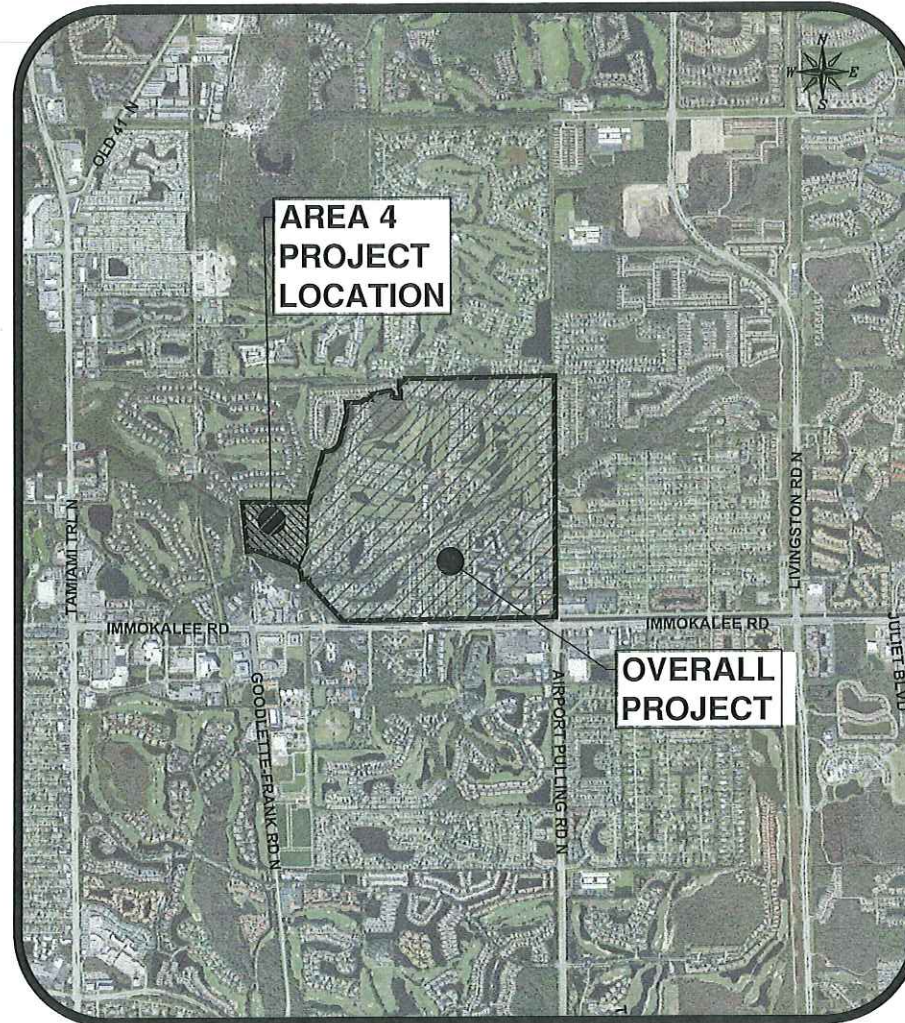 N
W E
S
OLD 41 N
AREA 4
PROJECT
LOCATION
TAMIAMI TRL N
LIVINGSTON RD N
IMMOKALEE RD
IMMOKALEE RD
JULIET BLVD
OVERALL
PROJECT
GOODLETTE-FRANK RD N
AIRPORT PULLING RD N